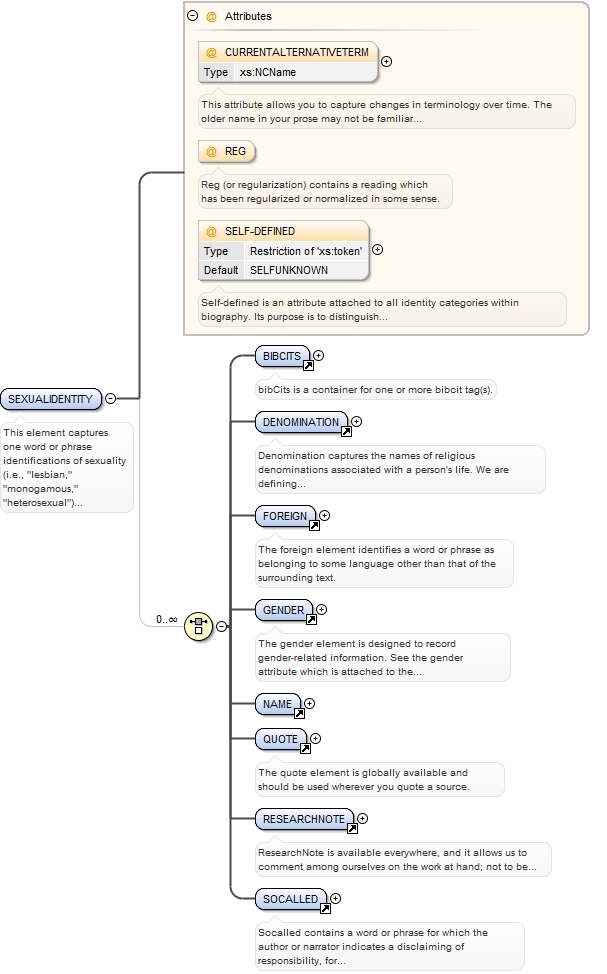 Attributes
CURRENTALTERNATIVETERM
Type xs:NCName
This attribute allows you to capture changes in terminology over time. The
older name in your prose may not be familiar...
REG
Reg (or regularization) contains a reading which
has been regularized or normalized in some sense.
SELF-DEFINED
Type Restriction of 'xs:token'
Default SELFUNKNOWN
Self-defined is an attribute attached to all identity categories within
biography. Its purpose is to distinguish...
SEXUALIDENTITY
This element captures
one word or phrase
identifications of sexuality
(i.e., "lesbian,"
"monogamous,"
"heterosexual")...
0..∞
BIBCITS
bibCits is a container for one or more bibcit tag(s).
DENOMINATION
Denomination captures the names of religious
denominations associated with a person's life. We are
defining...
FOREIGN
The foreign element identifies a word or phrase as
belonging to some language other than that of the
surrounding text.
GENDER
The gender element is designed to record
gender-related information. See the gender
attribute which is attached to the...
NAME
QUOTE
The quote element is globally available and
should be used wherever you quote a source.
RESEARCHNOTE
ResearchNote is available everywhere, and it allows us to
comment among ourselves on the work at hand; not to be...
SOCALLED
Socalled contains a word or phrase for which the
author or narrator indicates a disclaiming of
responsibility, for...